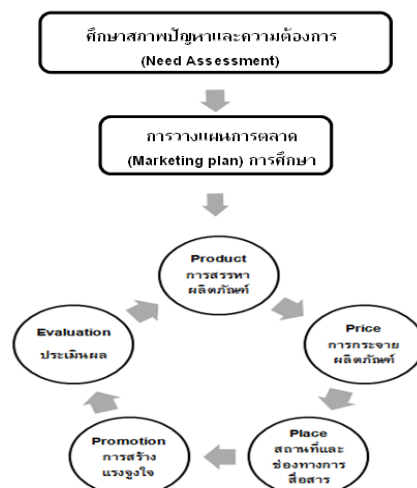 ศึกษาสภาพปัญหาและความต้องการ
(Need Assessment)
การวางแผนการตลาด
(Marketing plan) การศึกษา
Product
การสรรหา
ผลิตภัณฑ์
Price
การกระจาย
ผลิตภัณฑ์
Place
สถานที่และ
ช่องทางการ
สื่อสาร
Promotion
การสร้าง
แรงจูงใจ
Evaluation
ประเมินผล